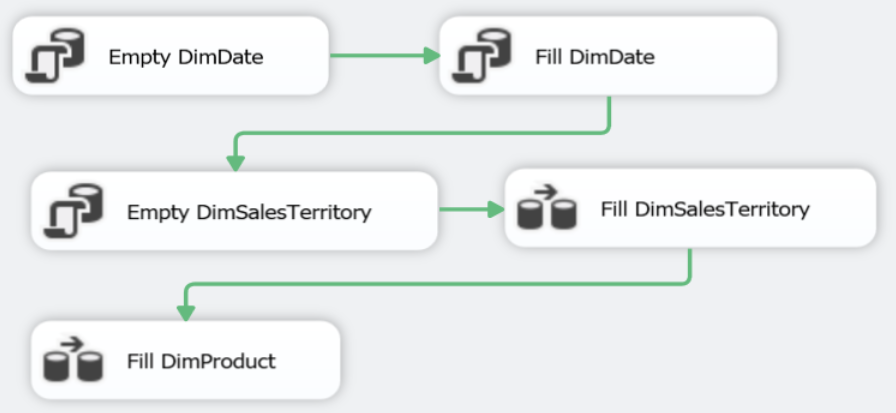 Empty DimDate
Fill DimDate
Empty DimSalesTerritory
Fill DimSalesTerritory
Fill DimProduct